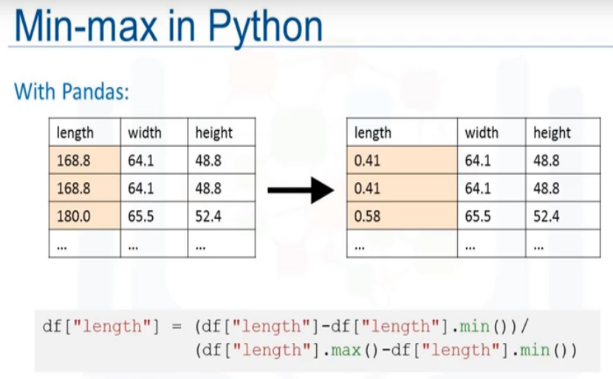 Min-max in Python
With Pandas:
length width height
168.8 64.1 48.8
168.8 64.1 48.8
180.0 65.5 52.4
... ... ...
length width height
0.41 64.1 48.8
0.41 64.1 48.8
0.58 65.5 52.4
... ... ...
df["length"] = (df["length"]-df["length"].min())/
(df["length"].max()-df["length"].min())